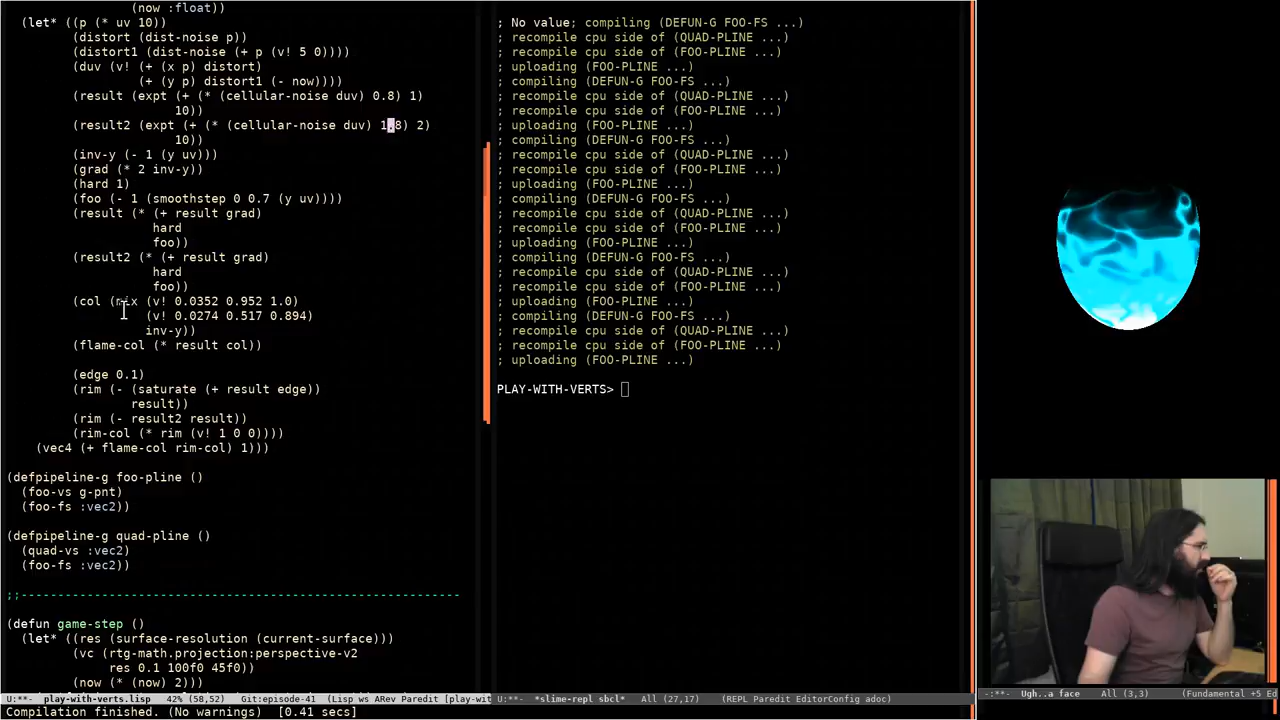 (now :float)
(let* ((p (* uv 10))
(distort (dist-noise p))
(distort1 (dist-noise (+ p (v! 5 0))))
(duv (v! (+ (x p) distort)
(+ (y p) distort1 (- now))))
(result (expt (+ (* (cellular-noise duv) 0.8) 1)
10))
(result2 (expt (+ (* (cellular-noise duv) 1.8) 2)
10))
(inv-y (- 1 (y uv)))
(grad (* 2 inv-y))
(hard 1)
(foo (- 1 (smoothstep 0 0.7 (y uv))))
(result (* (+ result grad)
hard
foo))
(result2 (* (+ result grad)
hard
foo))
(col (mix (v! 0.0352 0.952 1.0)
(v! 0.0274 0.517 0.894)
inv-y))
(flame-col (* result col))
(edge 0.1)
(rim (- (saturate (+ result edge))
result))
(rim (- result2 result))
(rim-col (* rim (v! 1 0 0))))
(vec4 (+ flame-col rim-col) 1)))
(defpipeline-g foo-pline ()
(foo-vs g-pnt)
(foo-fs :vec2))
(defpipeline-g quad-pline ()
(quad-vs :vec2)
(foo-fs :vec2))
;;------------------------------------------------------------
(defun game-step ()
(let* ((res (surface-resolution (current-surface)))
(vc (rtg-math.projection:perspective-v2
res 0.1 100f0 45f0))
(now (* (now) 2)))
U:**- play-with-verts.lisp 42% (58,52) Git:episode-41 (Lisp ws ARev Paredit [play-wit
Compilation finished. (No warnings) [0.41 secs]
; No value; compiling (DEFUN-G FOO-FS ...)
; recompile cpu side of (QUAD-PLINE ...)
; recompile cpu side of (FOO-PLINE ...)
; uploading (FOO-PLINE ...)
; compiling (DEFUN-G FOO-FS ...)
; recompile cpu side of (QUAD-PLINE ...)
; recompile cpu side of (FOO-PLINE ...)
; uploading (FOO-PLINE ...)
; compiling (DEFUN-G FOO-FS ...)
; recompile cpu side of (QUAD-PLINE ...)
; recompile cpu side of (FOO-PLINE ...)
; uploading (FOO-PLINE ...)
; compiling (DEFUN-G FOO-FS ...)
; recompile cpu side of (QUAD-PLINE ...)
; recompile cpu side of (FOO-PLINE ...)
; uploading (FOO-PLINE ...)
; compiling (DEFUN-G FOO-FS ...)
; recompile cpu side of (QUAD-PLINE ...)
; recompile cpu side of (FOO-PLINE ...)
; uploading (FOO-PLINE ...)
; compiling (DEFUN-G FOO-FS ...)
; recompile cpu side of (QUAD-PLINE ...)
; recompile cpu side of (FOO-PLINE ...)
; uploading (FOO-PLINE ...)
PLAY-WITH-VERTS>
U:**- *slime-repl sbcl* All (27,17) (REPL Paredit EditorConfig adoc)
-:**- Ugh..a face All (3,3) (Fundamental +5 Ed